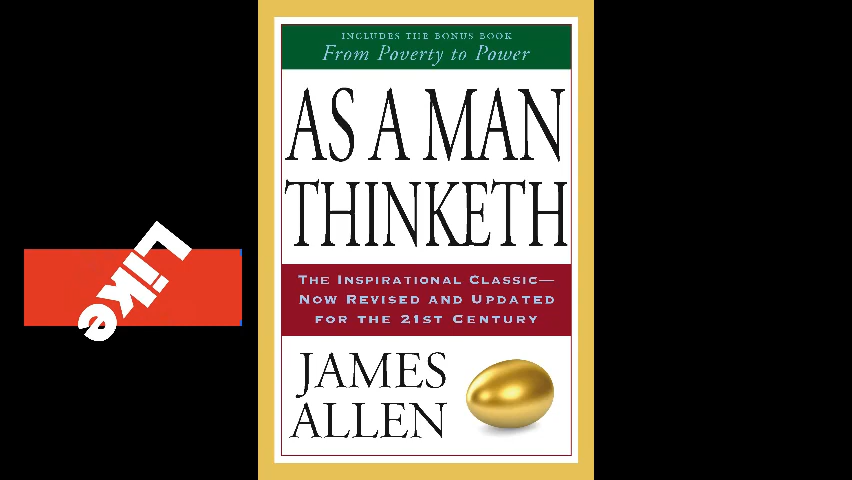 INCLUDES THE BONUS BOOK
From Poverty to Power
AS A MAN
THINKETH
THE INSPIRATIONAL CLASSIC—
NOW REVISED AND UPDATED
FOR THE 21ST CENTURY
JAMES
ALLEN
Like